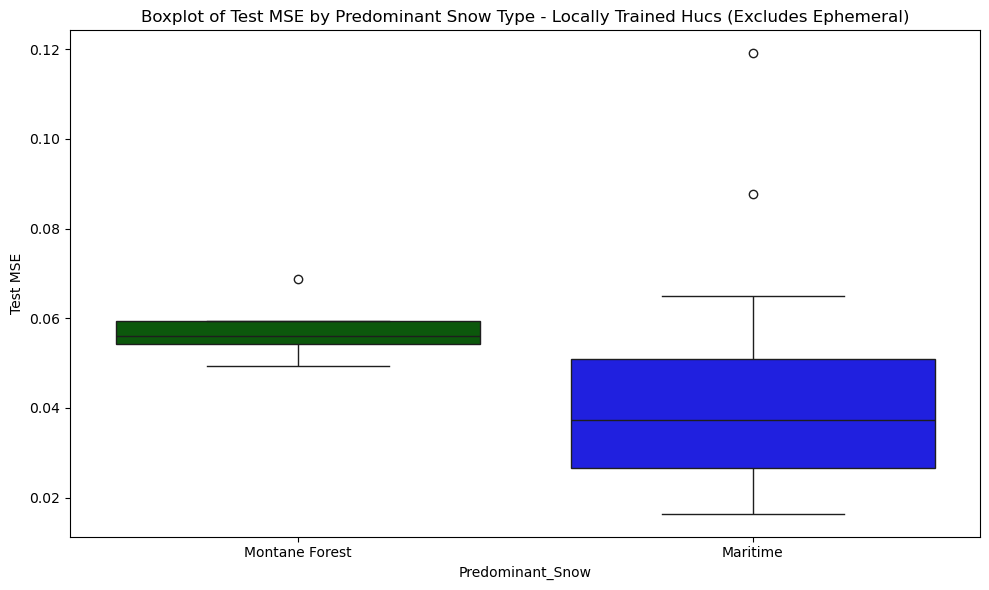 Boxplot of Test MSE by Predominant Snow Type - Locally Trained Hucs (Excludes Ephemeral)
0.12
0.10
0.08
0.06
0.04
0.02
Test MSE
Montane Forest
Maritime
Predominant_Snow